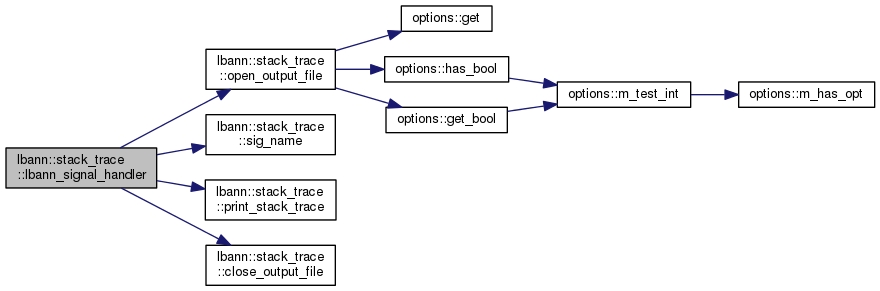 lbann::stack_trace
::lbann_signal_handler
lbann::stack_trace
::open_output_file
options::get
options::has_bool
options::get_bool
options::m_test_int
options::m_has_opt
lbann::stack_trace
::sig_name
lbann::stack_trace
::print_stack_trace
lbann::stack_trace
::close_output_file